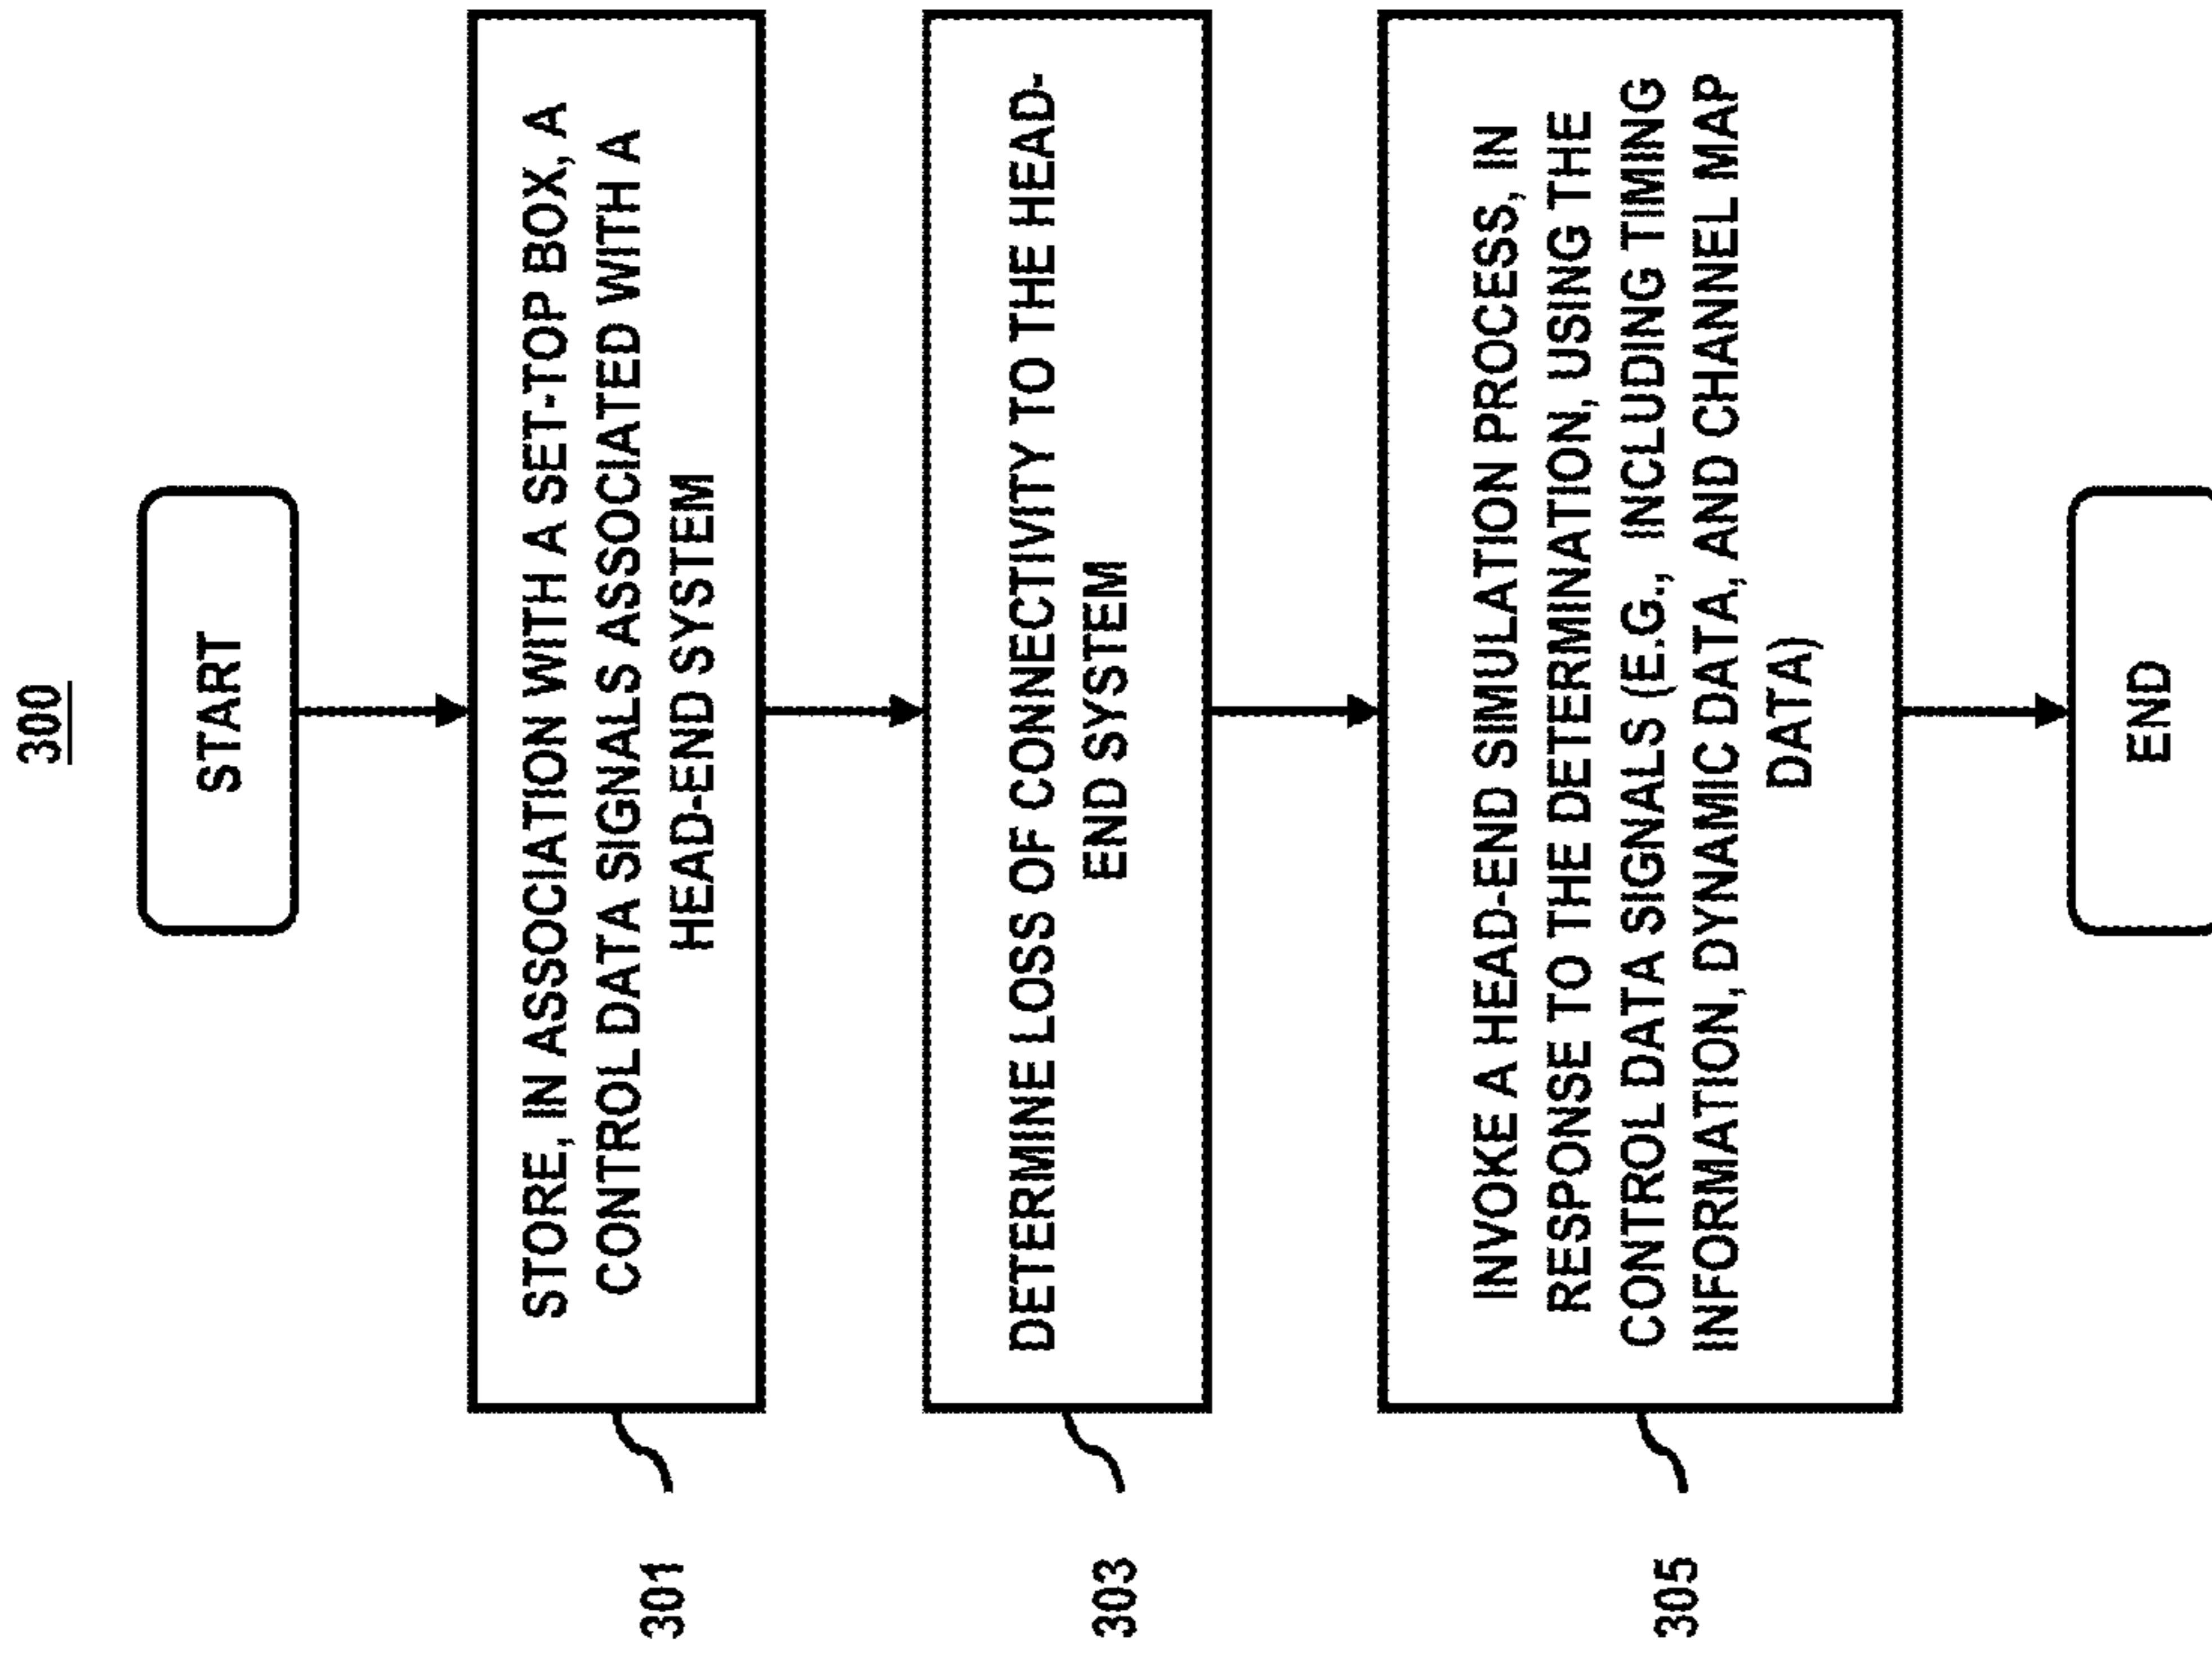 300
START
STORE, IN ASSOCIATION WITH A SET-TOP BOX, A
CONTROL DATA SIGNALS ASSOCIATED WITH A
HEAD-END SYSTEM
301
DETERMINE LOSS OF CONNECTIVITY TO THE HEAD-
END SYSTEM
303
INVOKE A HEAD-END SIMULATION PROCESS, IN
RESPONSE TO THE DETERMINATION, USING THE
CONTROL DATA SIGNALS (E.G., INCLUDING TIMING
INFORMATION, DYNAMIC DATA, AND CHANNEL MAP
DATA)
305
END